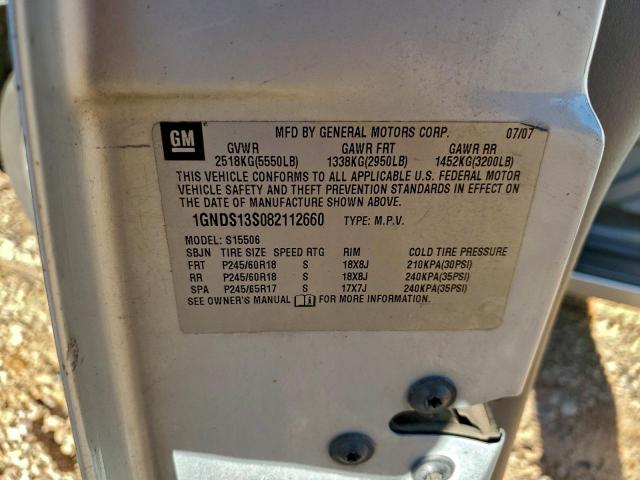 GM MFD BY GENERAL MOTORS CORP. 07/07
GVWR GAWR FRT GAWR RR
2518KG(5550LB) 1338KG(2950LB) 1452KG(3200LB)
THIS VEHICLE CONFORMS TO ALL APPLICABLE U.S. FEDERAL MOTOR
VEHICLE SAFETY AND THEFT PREVENTION STANDARDS IN EFFECT ON
THE DATE OF MANUFACTURE SHOWN ABOVE.
1GNDS13S082112660 TYPE: M.P.V.
MODEL: S15506
SBJN TIRE SIZE SPEED RTG RIM COLD TIRE PRESSURE
FRT P245/60R18 S 18X8J 210KPA(30PSI)
RR P245/60R18 S 18X8J 240KPA(35PSI)
SPA P245/65R17 S 17X7J 240KPA(35PSI)
SEE OWNER'S MANUAL FOR MORE INFORMATION.